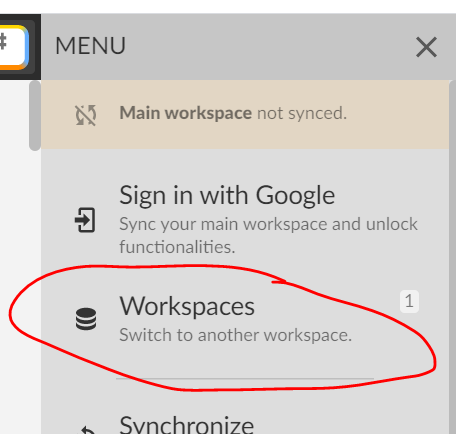 MENU
Main workspace not synced.
Sign in with Google
Sync your main workspace and unlock
functionalities.
Workspaces
1
Switch to another workspace.
Synchronize